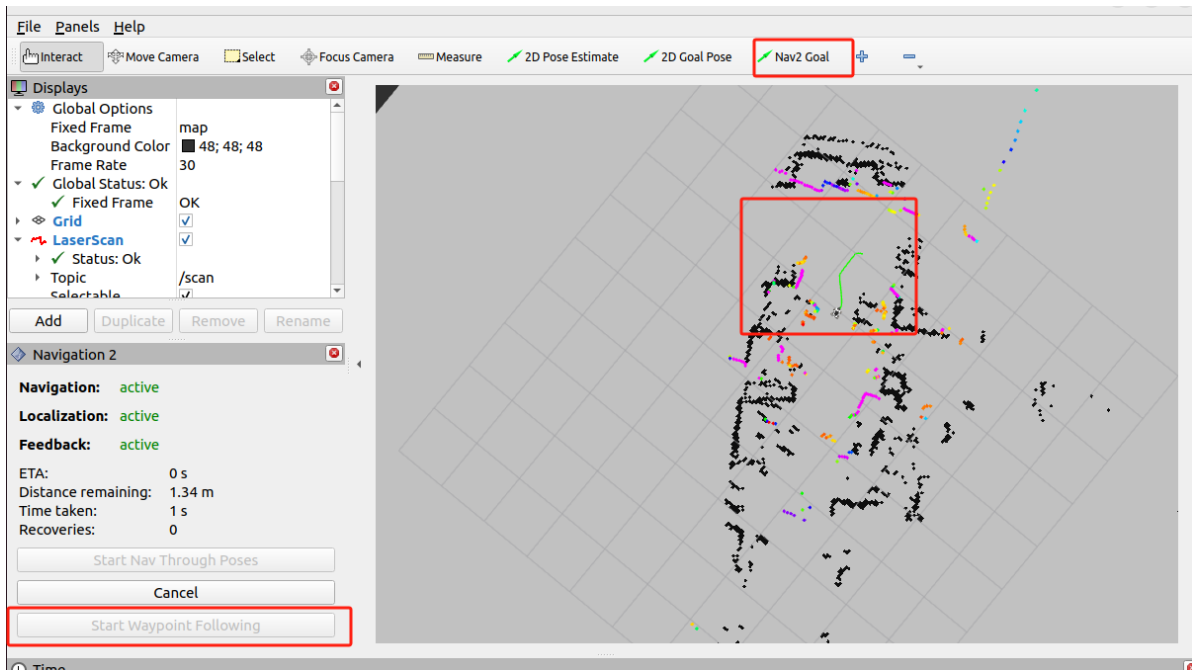 File Panels Help
Interact Move Camera Select Focus Camera Measure 2D Pose Estimate 2D Goal Pose Nav2 Goal
Displays
Global Options
Fixed Frame map
Background Color 48; 48; 48
Frame Rate 30
Global Status: Ok
Fixed Frame OK
Grid
LaserScan
Status: Ok
Topic /scan
Selectable
Add Duplicate Remove Rename
Navigation 2
Navigation: active
Localization: active
Feedback: active
ETA: 0 s
Distance remaining: 1.34 m
Time taken: 1 s
Recoveries: 0
Start Nav Through Poses
Cancel
Start Waypoint Following
Time